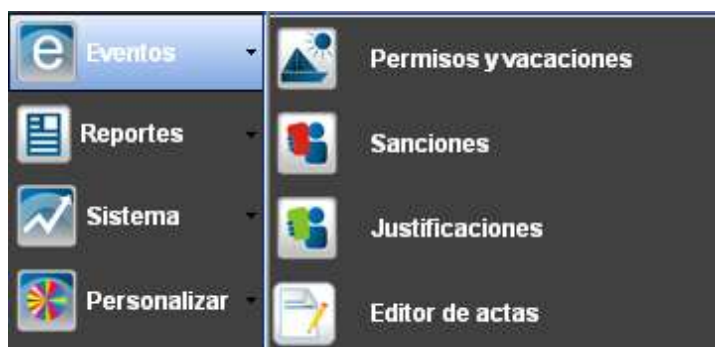 Eventos
Reportes
Sistema
Personalizar
Permisos y vacaciones
Sanciones
Justificaciones
Editor de actas